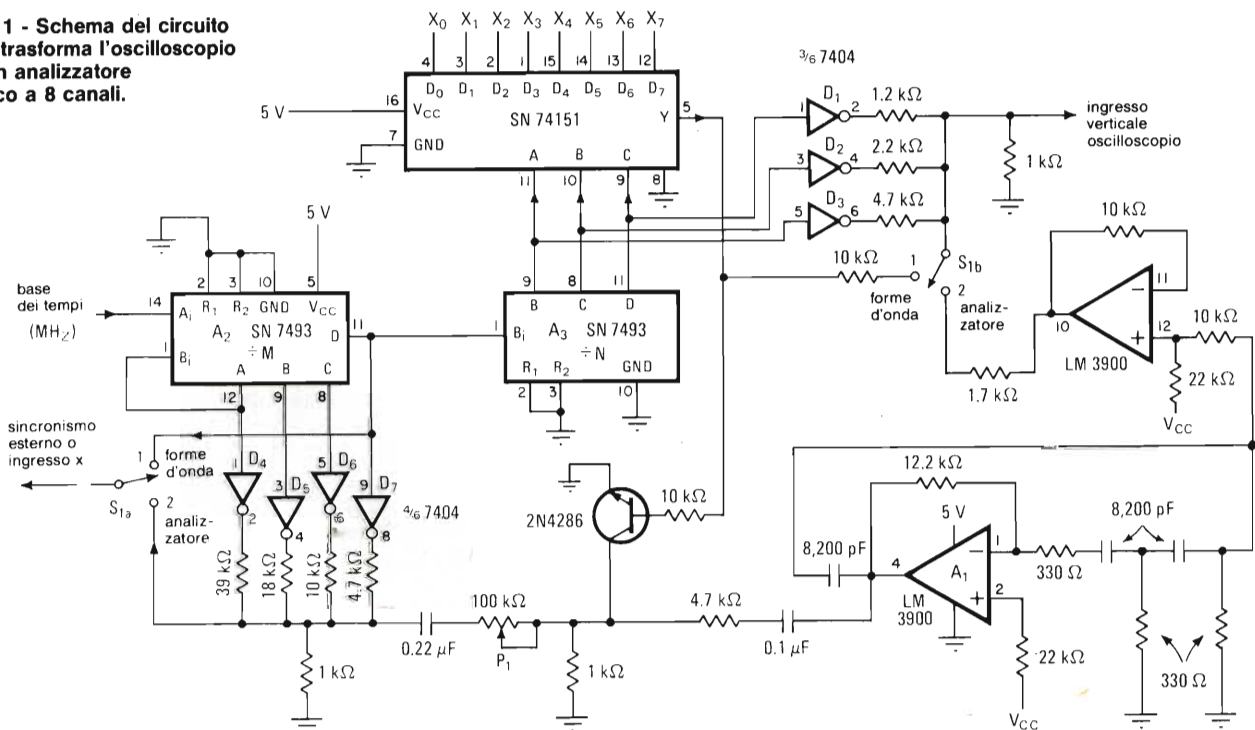 1 - Schema del circuito
trasforma l'oscilloscopio
analizzatore
co a 8 canali.
X0 X1 X2 X3 X4 X5 X6 X7
4 3 2 1 15 14 13 12
D0 D1 D2 D3 D4 D5 D6 D7
5 V
16
VCC
SN 74151
Y
5
7
GND
A B C
11 10 9 8
3/6 7404
D1
1 2
1.2 kΩ
D2
3 4
2.2 kΩ
D3
5 6
4.7 kΩ
ingresso
verticale
oscilloscopio
1 kΩ
10 kΩ
1
S1b
forme
d'onda
2
analiz-
zatore
10 kΩ
11
−
10
+
12
10 kΩ
LM 3900
1.7 kΩ
22 kΩ
VCC
5 V
2 3 10 5
R1 R2 GND VCC
base
dei tempi
(MHZ)
14
Ai
A2 SN 7493
÷M
D
11
1
Bi
A B C
12 9 8
9 8 11
B C D
1
Bi
A3 SN 7493
÷N
R1 R2 GND
2 3 10
sincronismo
esterno o
ingresso x
1
forme
d'onda
S1a
2
analiz-
zatore
1 D4 2
3 D5 4
5 D6 6
9 D7 8
4/6 7404
39 kΩ
18 kΩ
10 kΩ
4.7 kΩ
1 kΩ
0.22 µF
100 kΩ
P1
1 kΩ
2N4286
10 kΩ
4.7 kΩ
0.1 µF
8,200 pF
12.2 kΩ
5 V
4
A1
−
1
+
2
LM
3900
22 kΩ
VCC
330 Ω
8,200 pF
330 Ω